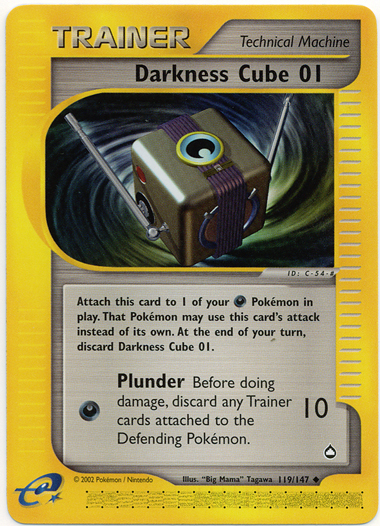 TRAINER
Technical Machine
Darkness Cube 01
ID: C-54-#
Attach this card to 1 of your Pokémon in
play. That Pokémon may use this card's attack
instead of its own. At the end of your turn,
discard Darkness Cube 01.
Plunder Before doing
damage, discard any Trainer
cards attached to the
Defending Pokémon.
10
© 2002 Pokémon / Nintendo
Illus. "Big Mama" Tagawa 119/147
e